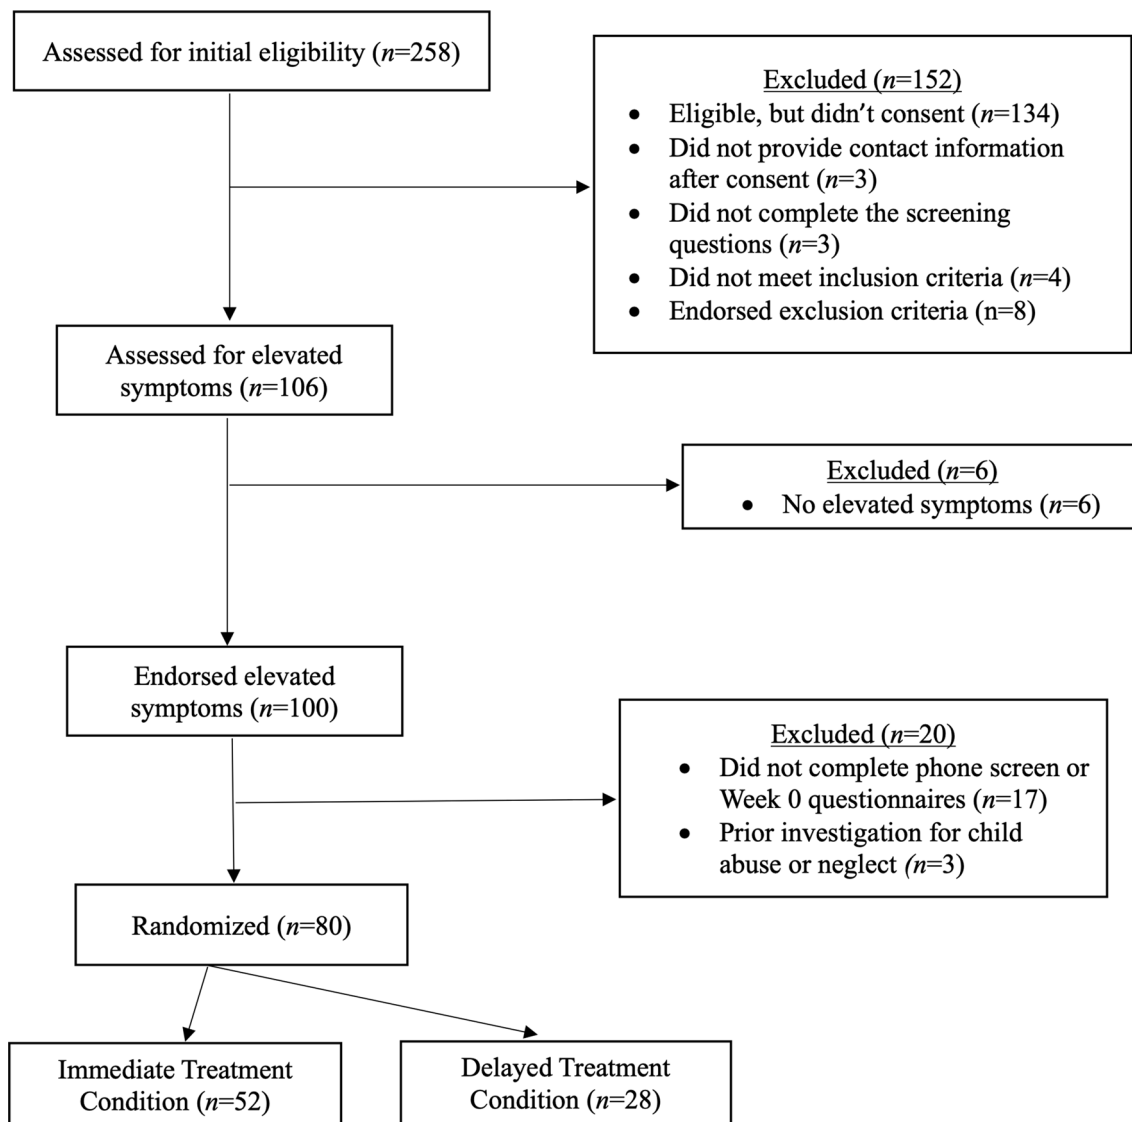 Assessed for initial eligibility (n=258)
Excluded (n=152)
• Eligible, but didn’t consent (n=134)
• Did not provide contact information
after consent (n=3)
• Did not complete the screening
questions (n=3)
• Did not meet inclusion criteria (n=4)
• Endorsed exclusion criteria (n=8)
Assessed for elevated
symptoms (n=106)
Excluded (n=6)
• No elevated symptoms (n=6)
Endorsed elevated
symptoms (n=100)
Excluded (n=20)
• Did not complete phone screen or
Week 0 questionnaires (n=17)
• Prior investigation for child
abuse or neglect (n=3)
Randomized (n=80)
Immediate Treatment
Condition (n=52)
Delayed Treatment
Condition (n=28)